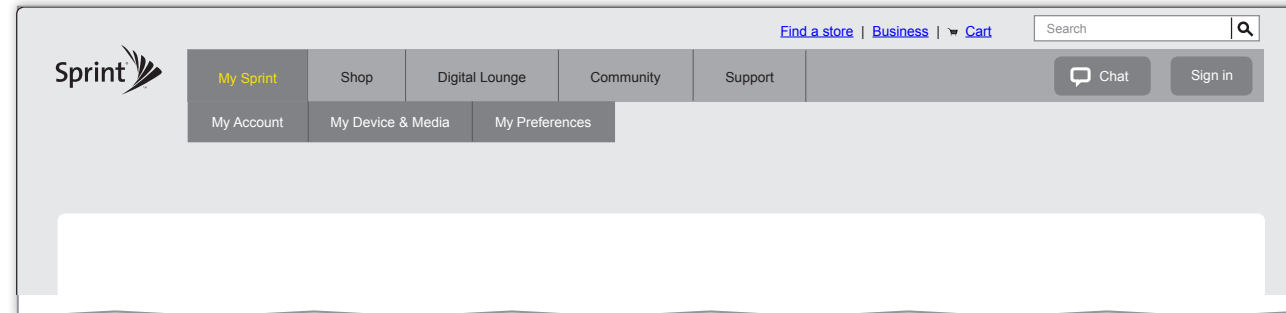 Find a store | Business | Cart
Search
Sprint
My Sprint Shop Digital Lounge Community Support Chat Sign in
My Account My Device & Media My Preferences